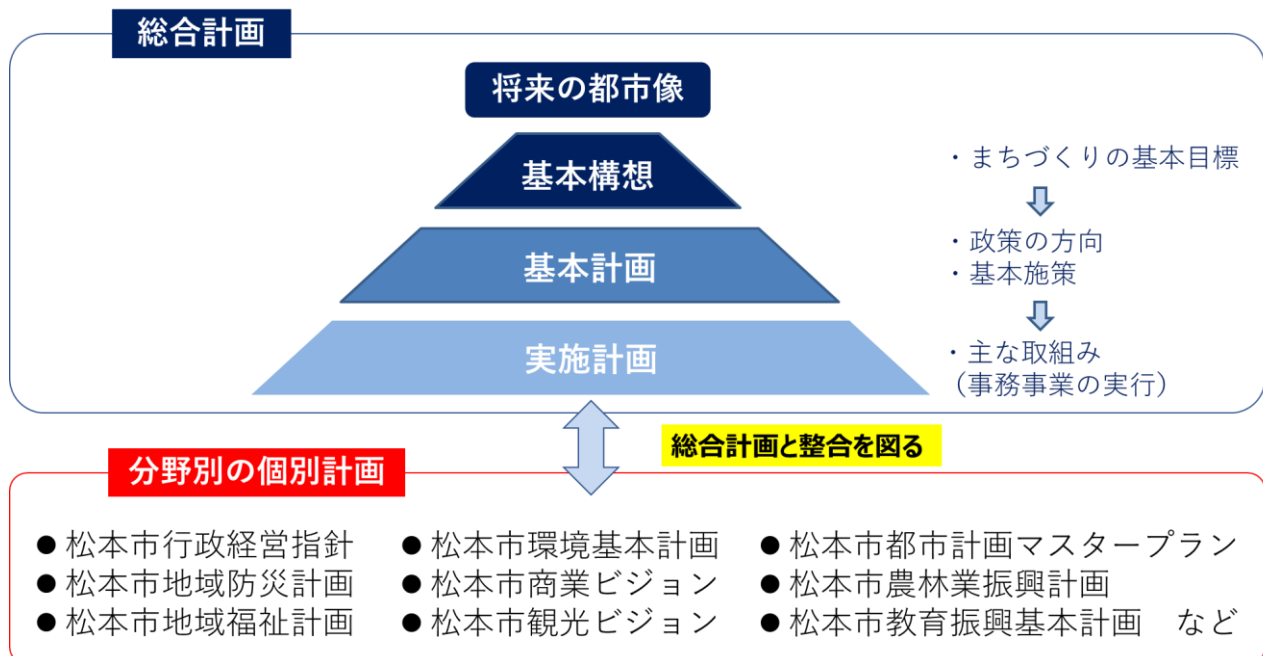 総合計画
将来の都市像
基本構想
基本計画
実施計画
・まちづくりの基本目標
・政策の方向
・基本施策
・主な取組み
（事務事業の実行）
総合計画と整合を図る
分野別の個別計画
●松本市行政経営指針
●松本市地域防災計画
●松本市地域福祉計画
●松本市環境基本計画
●松本市商業ビジョン
●松本市観光ビジョン
●松本市都市計画マスタープラン
●松本市農林業振興計画
●松本市教育振興基本計画　など